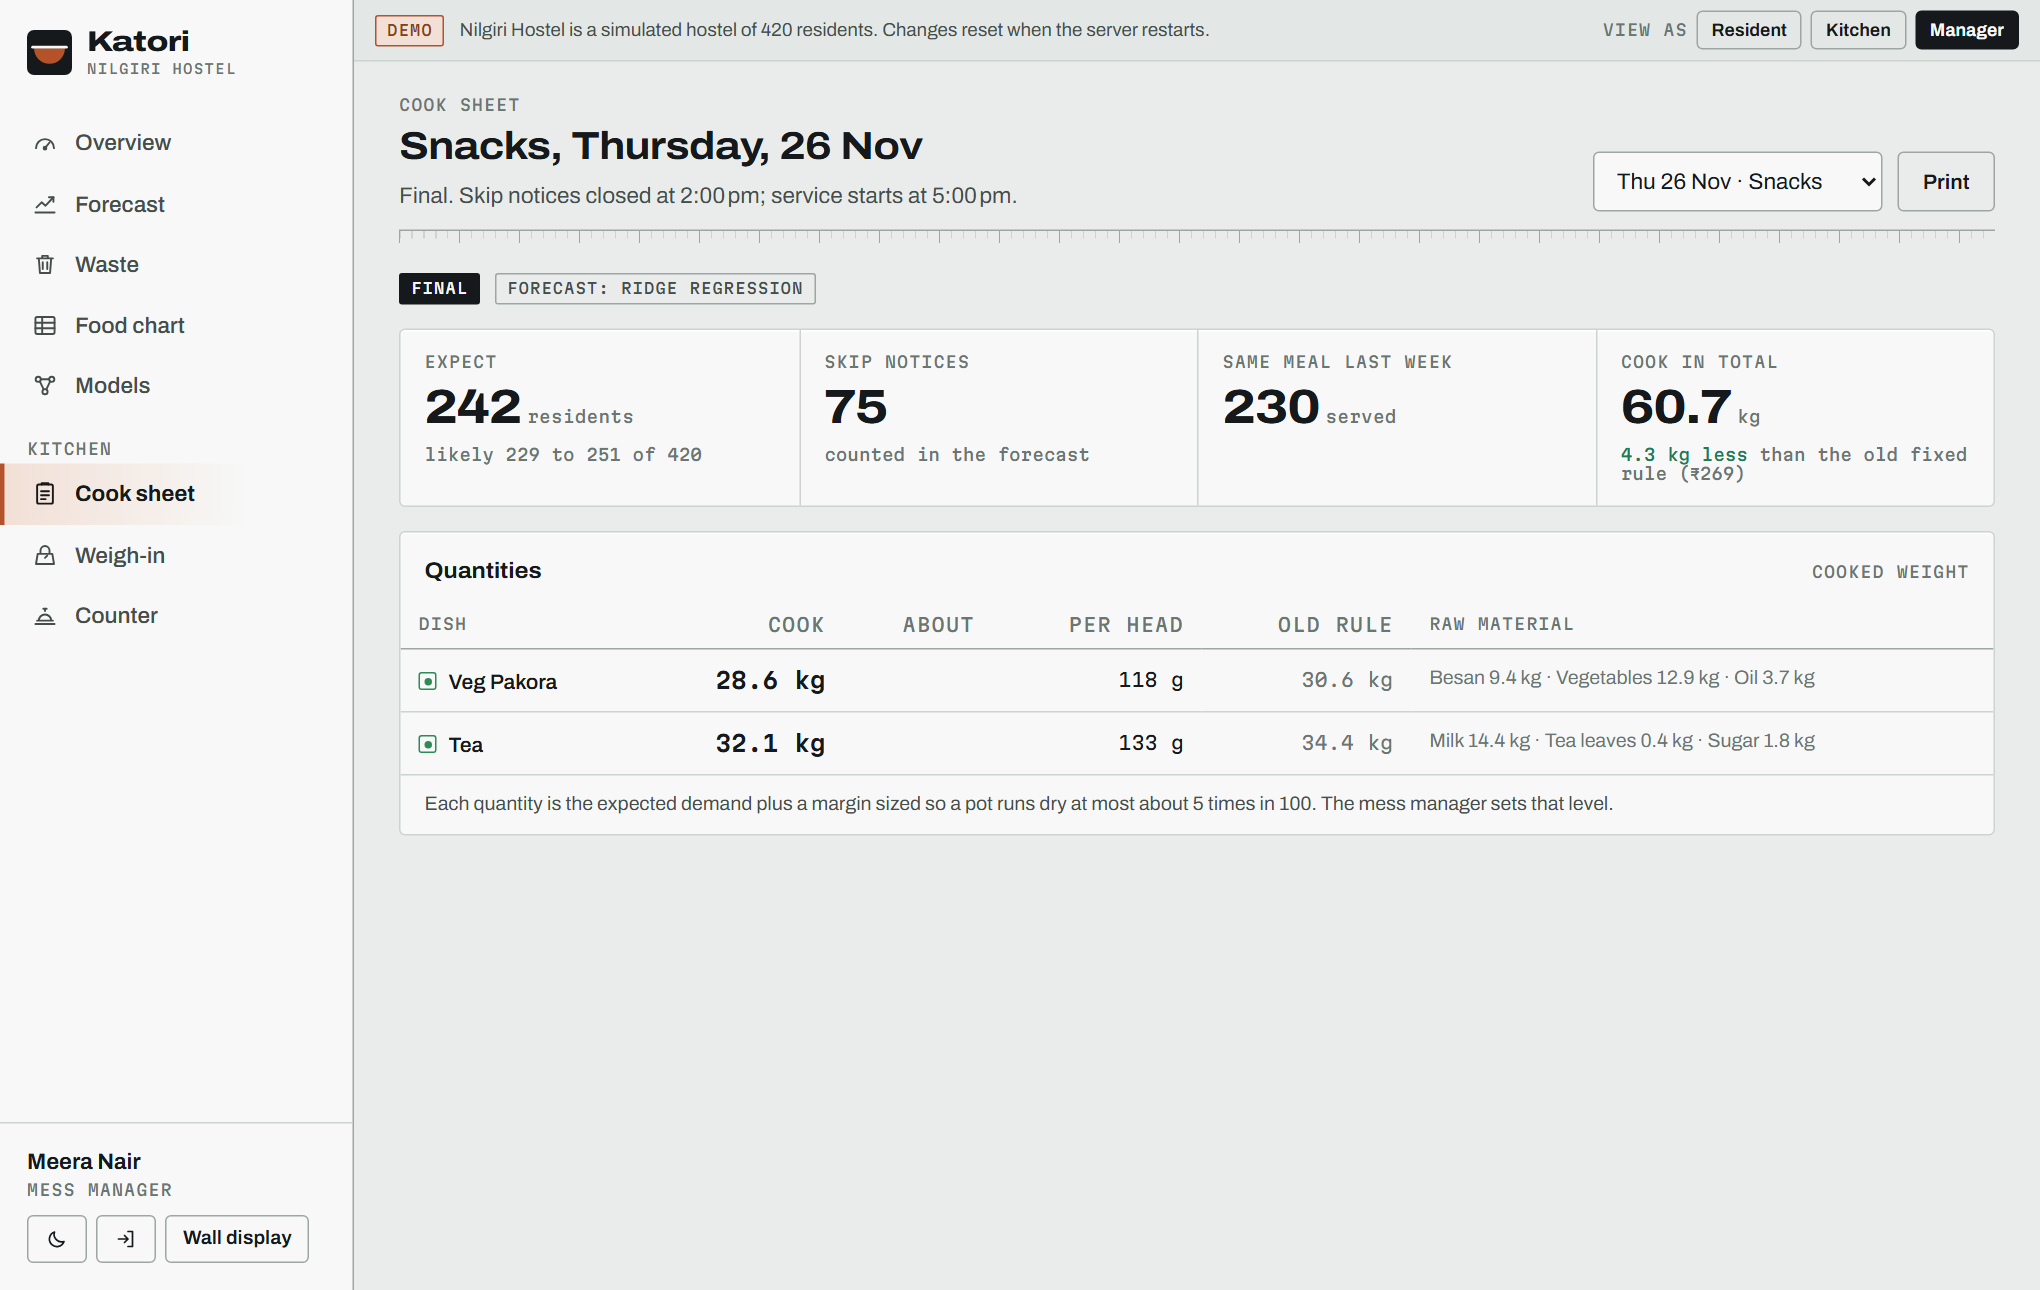 Katori
NILGIRI HOSTEL
Overview
Forecast
Waste
Food chart
Models
KITCHEN
Cook sheet
Weigh-in
Counter
Meera Nair
MESS MANAGER
Wall display
DEMO Nilgiri Hostel is a simulated hostel of 420 residents. Changes reset when the server restarts. VIEW AS Resident Kitchen Manager
COOK SHEET
Snacks, Thursday, 26 Nov
Final. Skip notices closed at 2:00 pm; service starts at 5:00 pm.
Thu 26 Nov · Snacks Print
FINAL FORECAST: RIDGE REGRESSION
EXPECT
242 residents
likely 229 to 251 of 420
SKIP NOTICES
75
counted in the forecast
SAME MEAL LAST WEEK
230 served
COOK IN TOTAL
60.7 kg
4.3 kg less than the old fixed
rule (₹269)
Quantities COOKED WEIGHT
DISH COOK ABOUT PER HEAD OLD RULE RAW MATERIAL
Veg Pakora 28.6 kg 118 g 30.6 kg Besan 9.4 kg · Vegetables 12.9 kg · Oil 3.7 kg
Tea 32.1 kg 133 g 34.4 kg Milk 14.4 kg · Tea leaves 0.4 kg · Sugar 1.8 kg
Each quantity is the expected demand plus a margin sized so a pot runs dry at most about 5 times in 100. The mess manager sets that level.